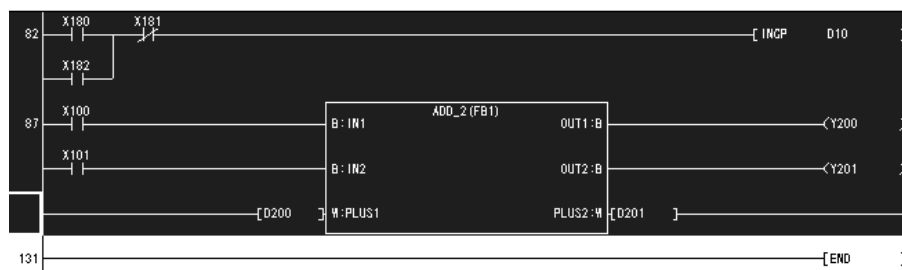 X180 X181
82 INCP D10
X182
X100 ADD_2(FB1)
87 B:IN1 OUT1:B Y200
X101
B:IN2 OUT2:B Y201
D200 W:PLUS1 PLUS2:W D201
131 END